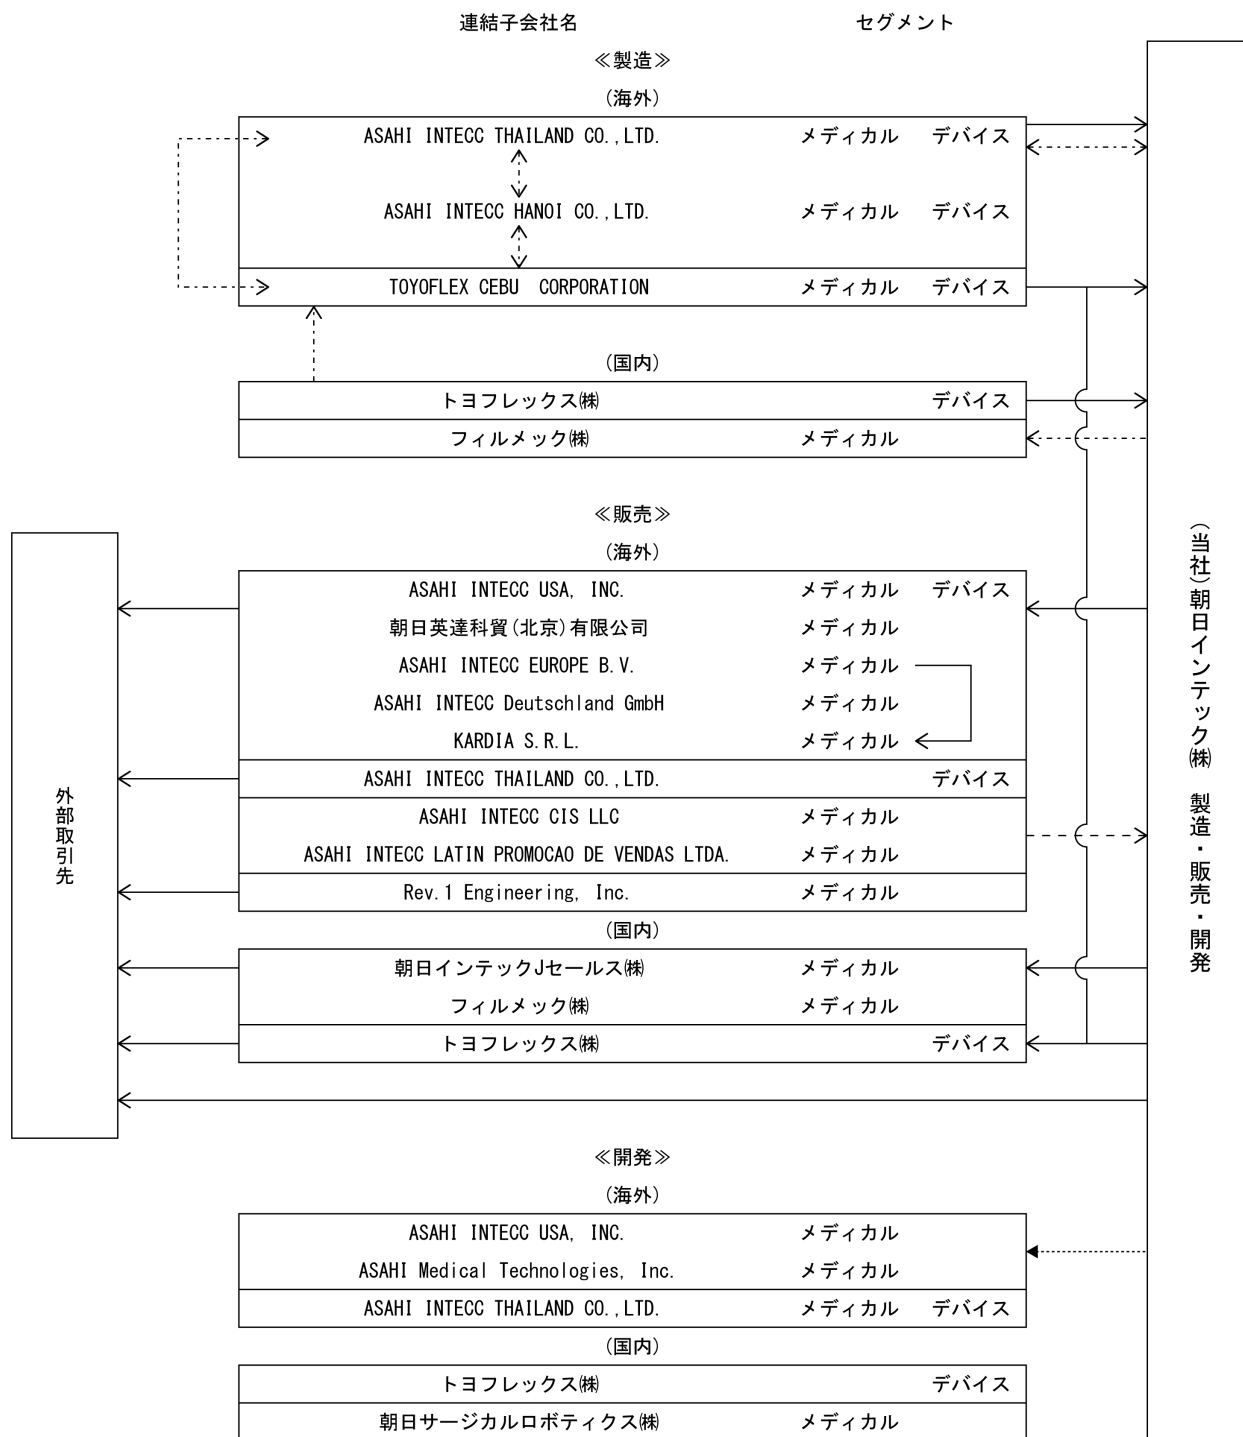 連結子会社名 セグメント
≪製造≫
(海外)
ASAHI INTECC THAILAND CO.,LTD. メディカル デバイス
ASAHI INTECC HANOI CO.,LTD. メディカル デバイス
TOYOFLEX CEBU CORPORATION メディカル デバイス
(国内)
トヨフレックス㈱ デバイス
フィルメック㈱ メディカル
≪販売≫
(海外)
ASAHI INTECC USA, INC. メディカル デバイス
朝日英達科貿(北京)有限公司 メディカル
ASAHI INTECC EUROPE B.V. メディカル
ASAHI INTECC Deutschland GmbH メディカル
KARDIA S.R.L. メディカル
ASAHI INTECC THAILAND CO.,LTD. デバイス
ASAHI INTECC CIS LLC メディカル
ASAHI INTECC LATIN PROMOCAO DE VENDAS LTDA. メディカル
Rev.1 Engineering, Inc. メディカル
(国内)
朝日インテックJセールス㈱ メディカル
フィルメック㈱ メディカル
トヨフレックス㈱ デバイス
≪開発≫
(海外)
ASAHI INTECC USA, INC. メディカル
ASAHI Medical Technologies, Inc. メディカル
ASAHI INTECC THAILAND CO.,LTD. メディカル デバイス
(国内)
トヨフレックス㈱ デバイス
朝日サージカルロボティクス㈱ メディカル
外部取引先
(当社)朝日インテック㈱ 製造・販売・開発